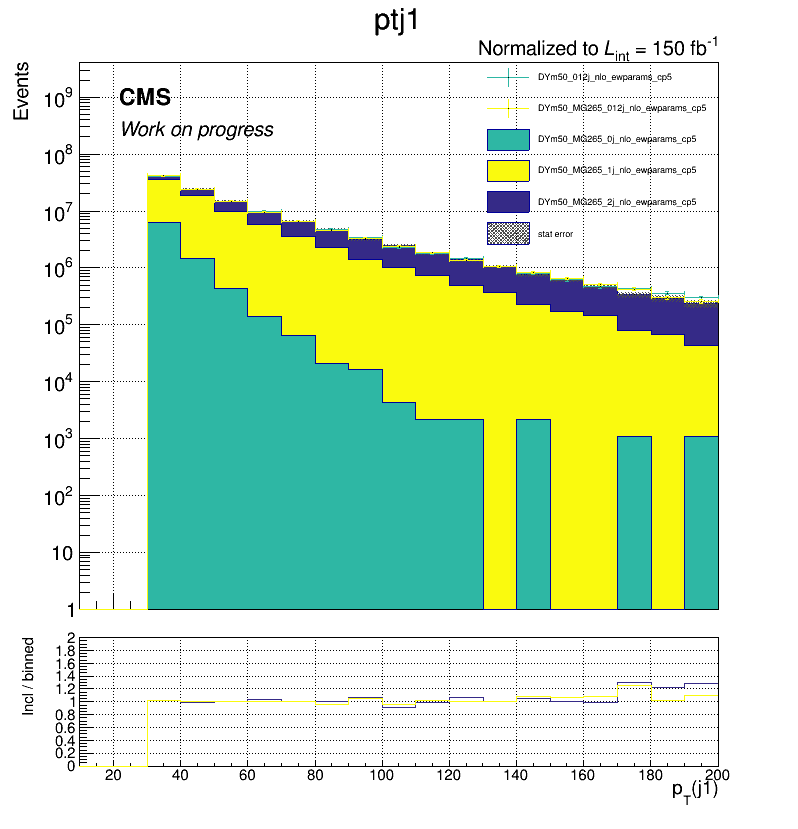 ptj1
Normalized to L_int = 150 fb^-1
Events
CMS
Work on progress
DYm50_012j_nlo_ewparams_cp5
DYm50_MG265_012j_nlo_ewparams_cp5
DYm50_MG265_0j_nlo_ewparams_cp5
DYm50_MG265_1j_nlo_ewparams_cp5
DYm50_MG265_2j_nlo_ewparams_cp5
stat error
10^9
10^8
10^7
10^6
10^5
10^4
10^3
10^2
10
1
Incl / binned
2
1.8
1.6
1.4
1.2
1
0.8
0.6
0.4
0.2
0
20 40 60 80 100 120 140 160 180 200
p_T(j1)